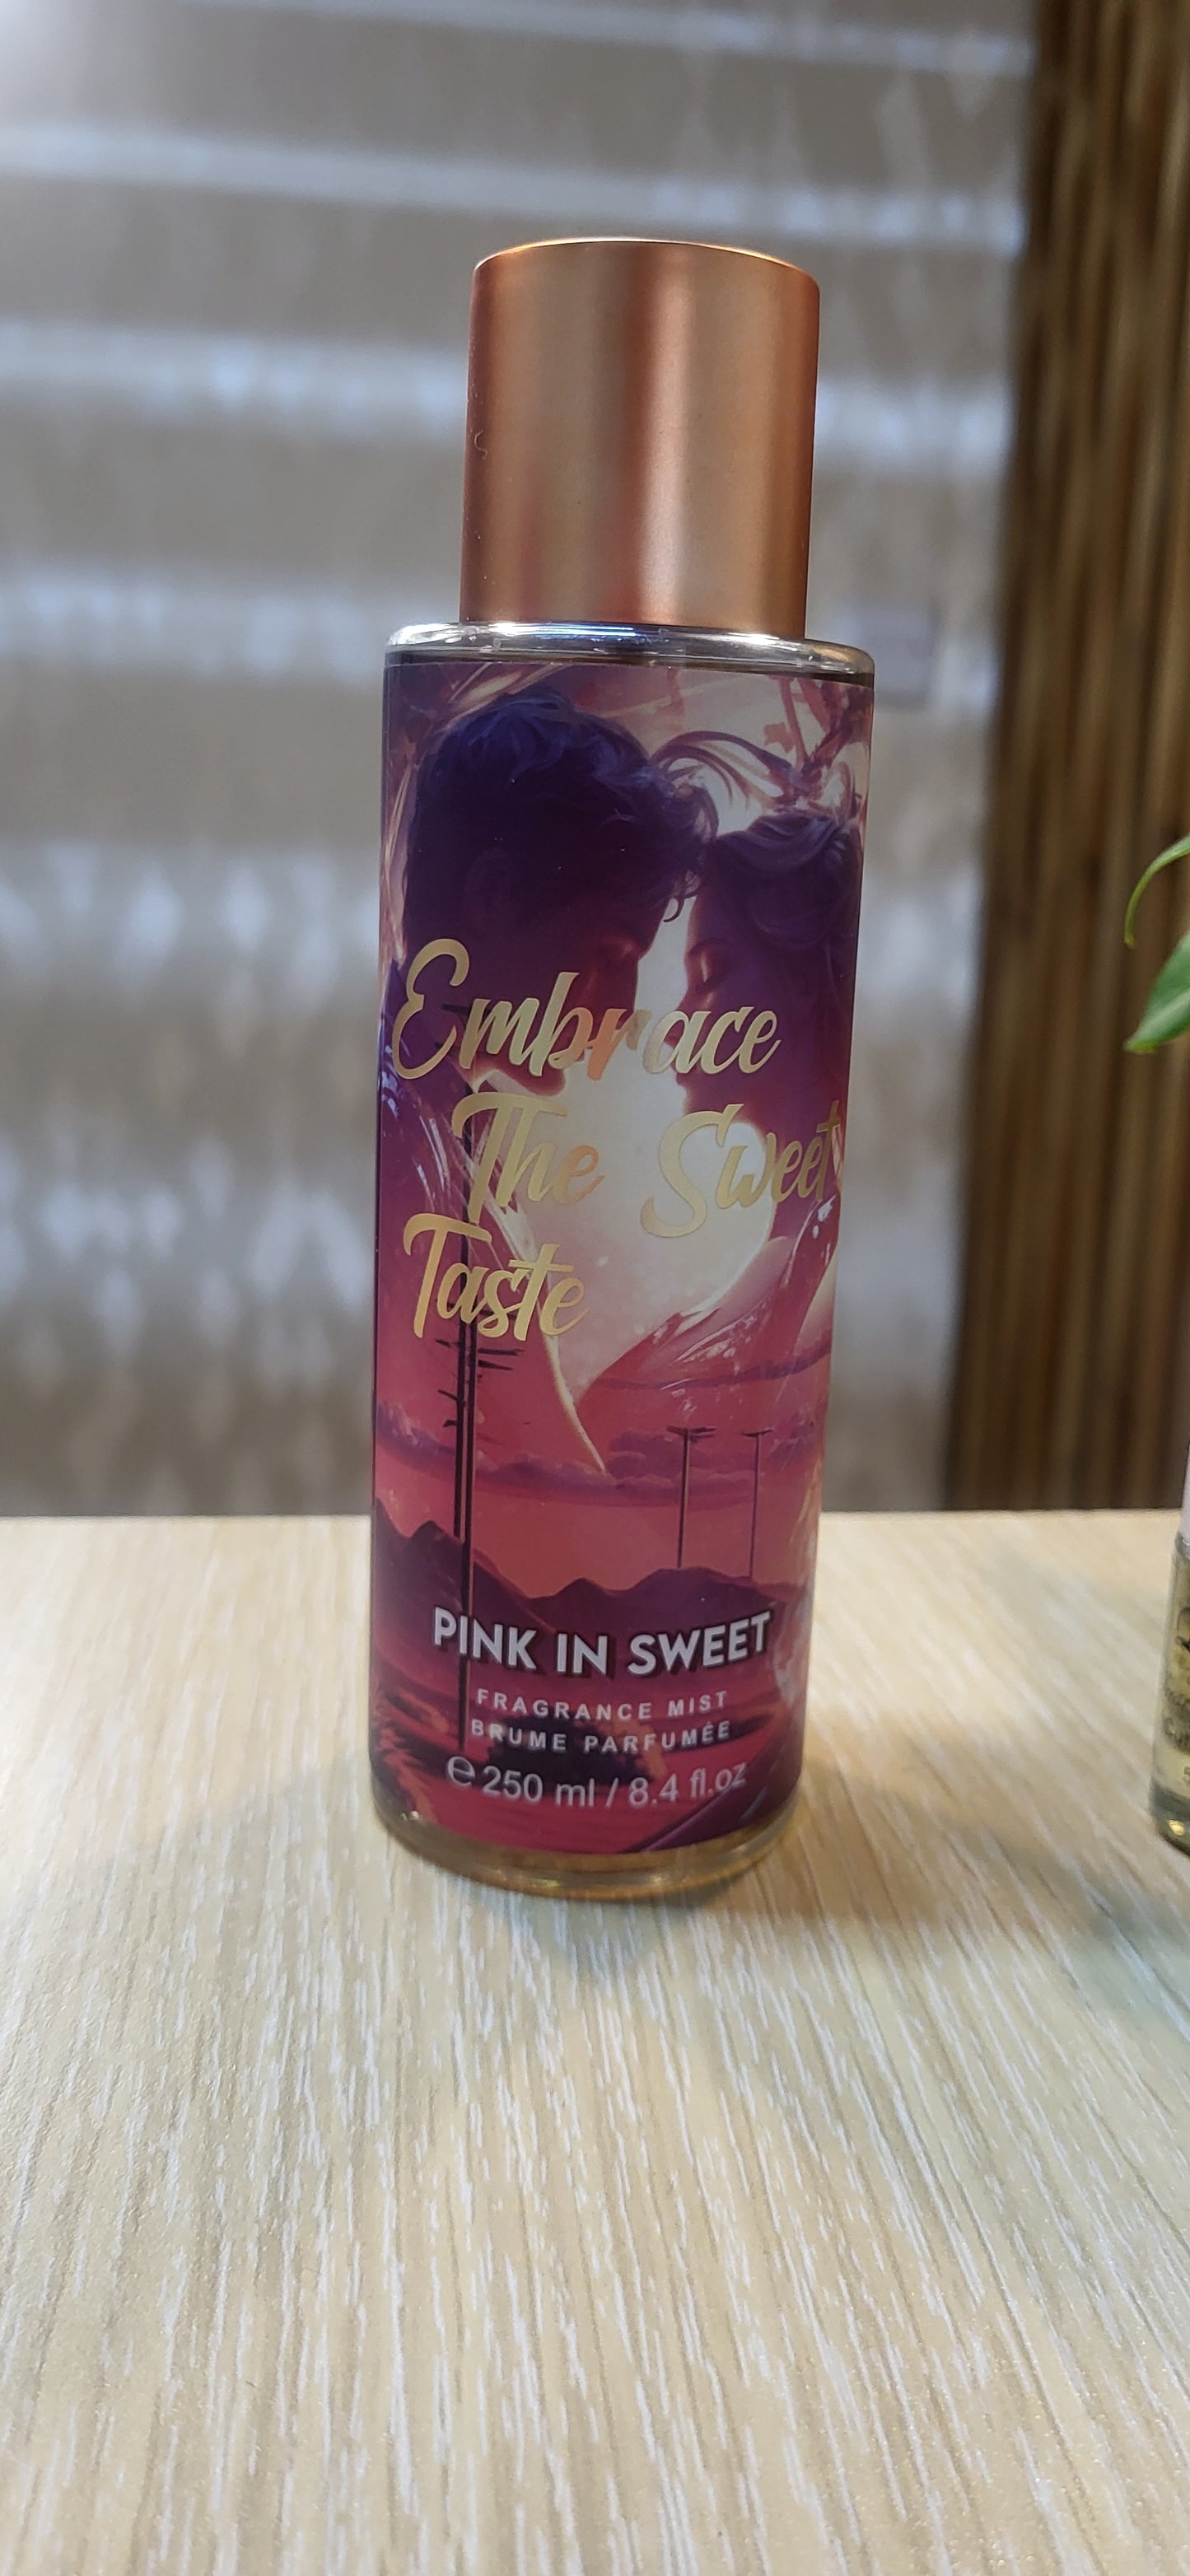 Embrace
The Sweet
Taste
PINK IN SWEET
FRAGRANCE MIST
BRUME PARFUMÉE
℮ 250 ml / 8.4 fl.oz